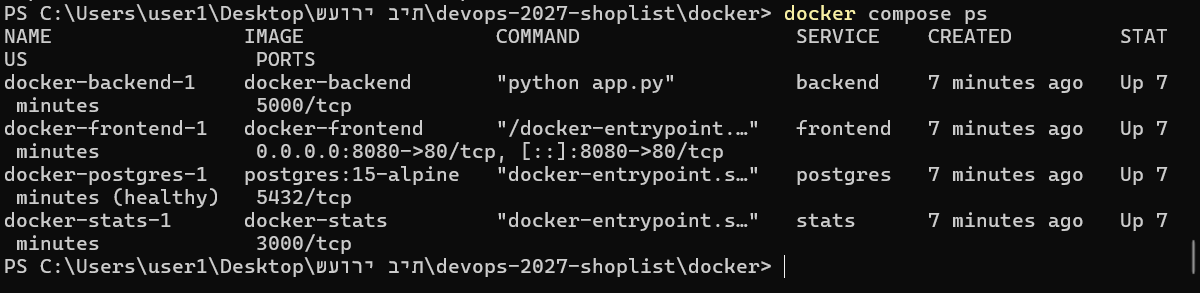 PS C:\Users\user1\Desktop\שעורי בית\devops-2027-shoplist\docker> docker compose ps
NAME                IMAGE                COMMAND                  SERVICE    CREATED         STAT
US                   PORTS
docker-backend-1    docker-backend       "python app.py"          backend    7 minutes ago   Up 7
 minutes             5000/tcp
docker-frontend-1   docker-frontend      "/docker-entrypoint.…"   frontend   7 minutes ago   Up 7
 minutes             0.0.0.0:8080->80/tcp, [::]:8080->80/tcp
docker-postgres-1   postgres:15-alpine   "docker-entrypoint.s…"   postgres   7 minutes ago   Up 7
 minutes (healthy)   5432/tcp
docker-stats-1      docker-stats         "docker-entrypoint.s…"   stats      7 minutes ago   Up 7
 minutes             3000/tcp
PS C:\Users\user1\Desktop\שעורי בית\devops-2027-shoplist\docker>